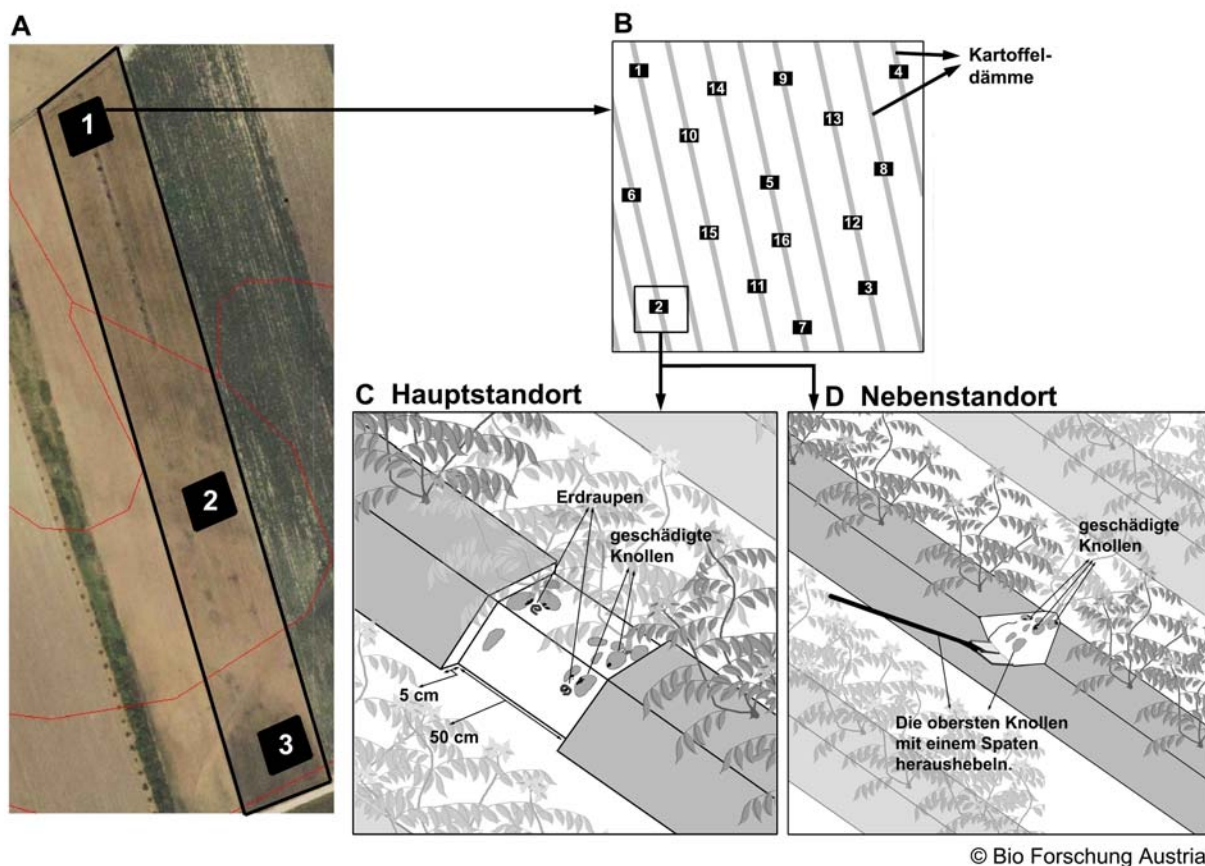 A
1
2
3
B
Kartoffel-
dämme
1
14
9
4
13
10
8
6
5
15
12
16
11
3
2
7
C Hauptstandort
Erdraupen
geschädigte
Knollen
5 cm
50 cm
D Nebenstandort
geschädigte
Knollen
Die obersten Knollen
mit einem Spaten
heraushebeln.
© Bio Forschung Austria